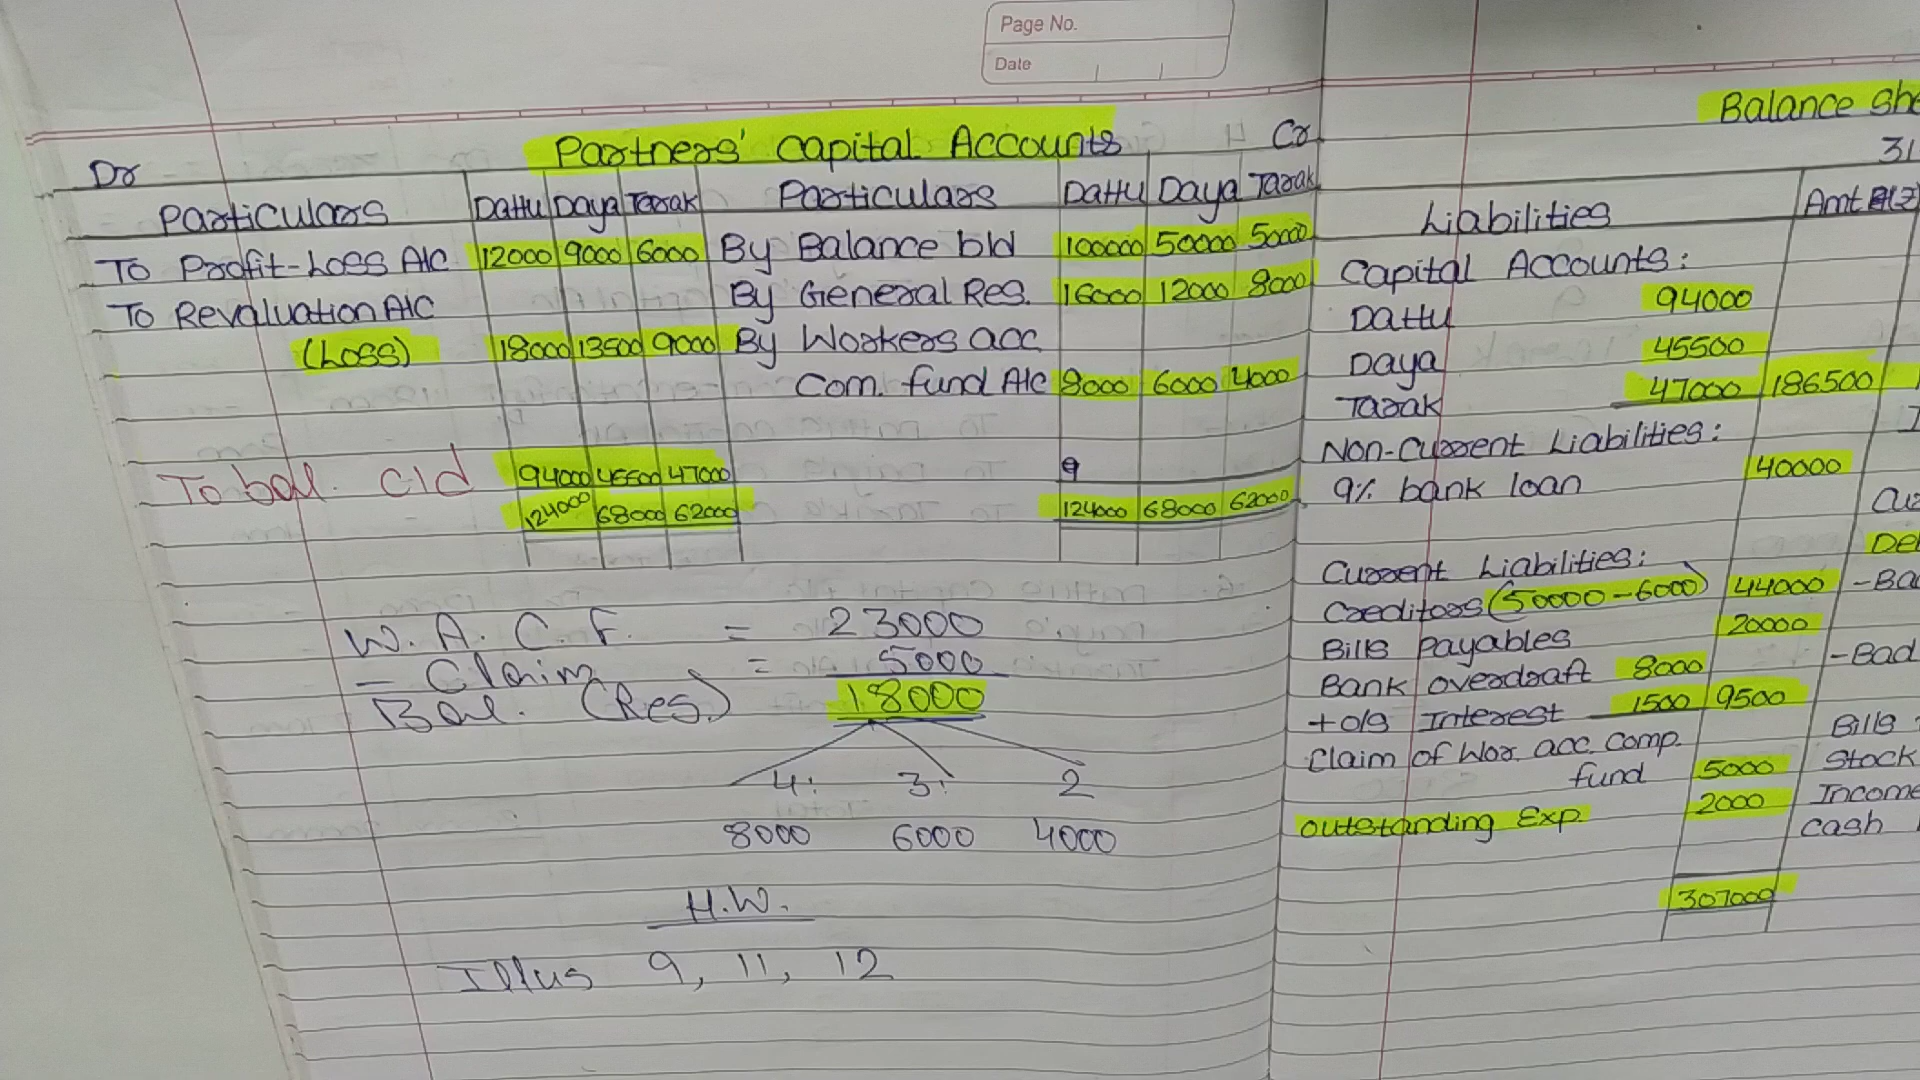 Page No.
Date
Partners' Capital Accounts
Dr
Cr
Particulars Dattu Daya Tarak Particulars Dattu Daya Tarak
To Profit-Loss A/c 12000 9000 6000 By Balance b/d 100000 50000 50000
To Revaluation A/c By General Res. 16000 12000 8000
(Loss) 18000 13500 9000 By Workers acc
Com. fund A/c 8000 6000 4000
To bal. c/d 94000 45500 47000 9
124000 68000 62000 124000 68000 62000
W. A. C. F. = 23000
- Claim = 5000
Bal. (Res.) 18000
4: 3: 2
8000 6000 4000
H.W.
Illus 9, 11, 12
Balance She
31
Liabilities
Capital Accounts:
Dattu 94000
Daya 45500
Tarak 47000 186500
Non-Current Liabilities:
9% bank loan 40000
Current Liabilities:
Creditors (50000-6000) 44000
Bills Payables 20000
Bank overdraft 8000
+ o/s Interest 1500 9500
Claim of Wor. acc. comp.
fund 5000
Outstanding Exp. 2000
307000
De
-Ba
-Bad
Bills
Stock
Income
Cash